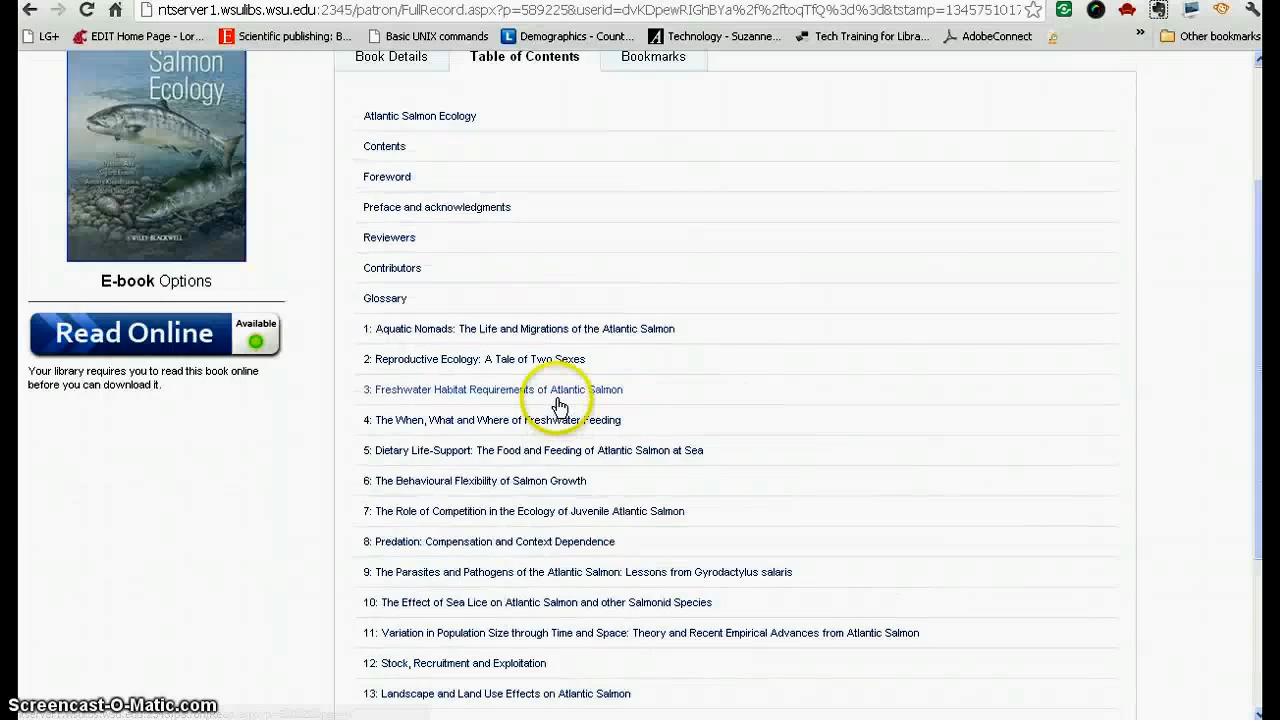 ntserver1.wsulibs.wsu.edu:2345/patron/FullRecord.aspx?p=589225&userid=dvKDpewRIGhBYs%2f%2ftoqTfQ%3d%3d&tstamp=1345751017
LG+ EDIT Home Page - Lor... Scientific publishing: B... Basic UNIX commands Demographics - Count... Technology - Suzanne Tech Training for Libra... AdobeConnect » Other bookmarks
Book Details Table of Contents Bookmarks
Salmon
Ecology
WILEY-BLACKWELL
E-book Options
Read Online Available
Your library requires you to read this book online
before you can download it.
Atlantic Salmon Ecology
Contents
Foreword
Preface and acknowledgments
Reviewers
Contributors
Glossary
1: Aquatic Nomads: The Life and Migrations of the Atlantic Salmon
2: Reproductive Ecology: A Tale of Two Sexes
3: Freshwater Habitat Requirements of Atlantic Salmon
4: The When, What and Where of Freshwater Feeding
5: Dietary Life-Support: The Food and Feeding of Atlantic Salmon at Sea
6: The Behavioural Flexibility of Salmon Growth
7: The Role of Competition in the Ecology of Juvenile Atlantic Salmon
8: Predation: Compensation and Context Dependence
9: The Parasites and Pathogens of the Atlantic Salmon: Lessons from Gyrodactylus salaris
10: The Effect of Sea Lice on Atlantic Salmon and other Salmonid Species
11: Variation in Population Size through Time and Space: Theory and Recent Empirical Advances from Atlantic Salmon
12: Stock, Recruitment and Exploitation
13: Landscape and Land Use Effects on Atlantic Salmon
Screencast-O-Matic.com